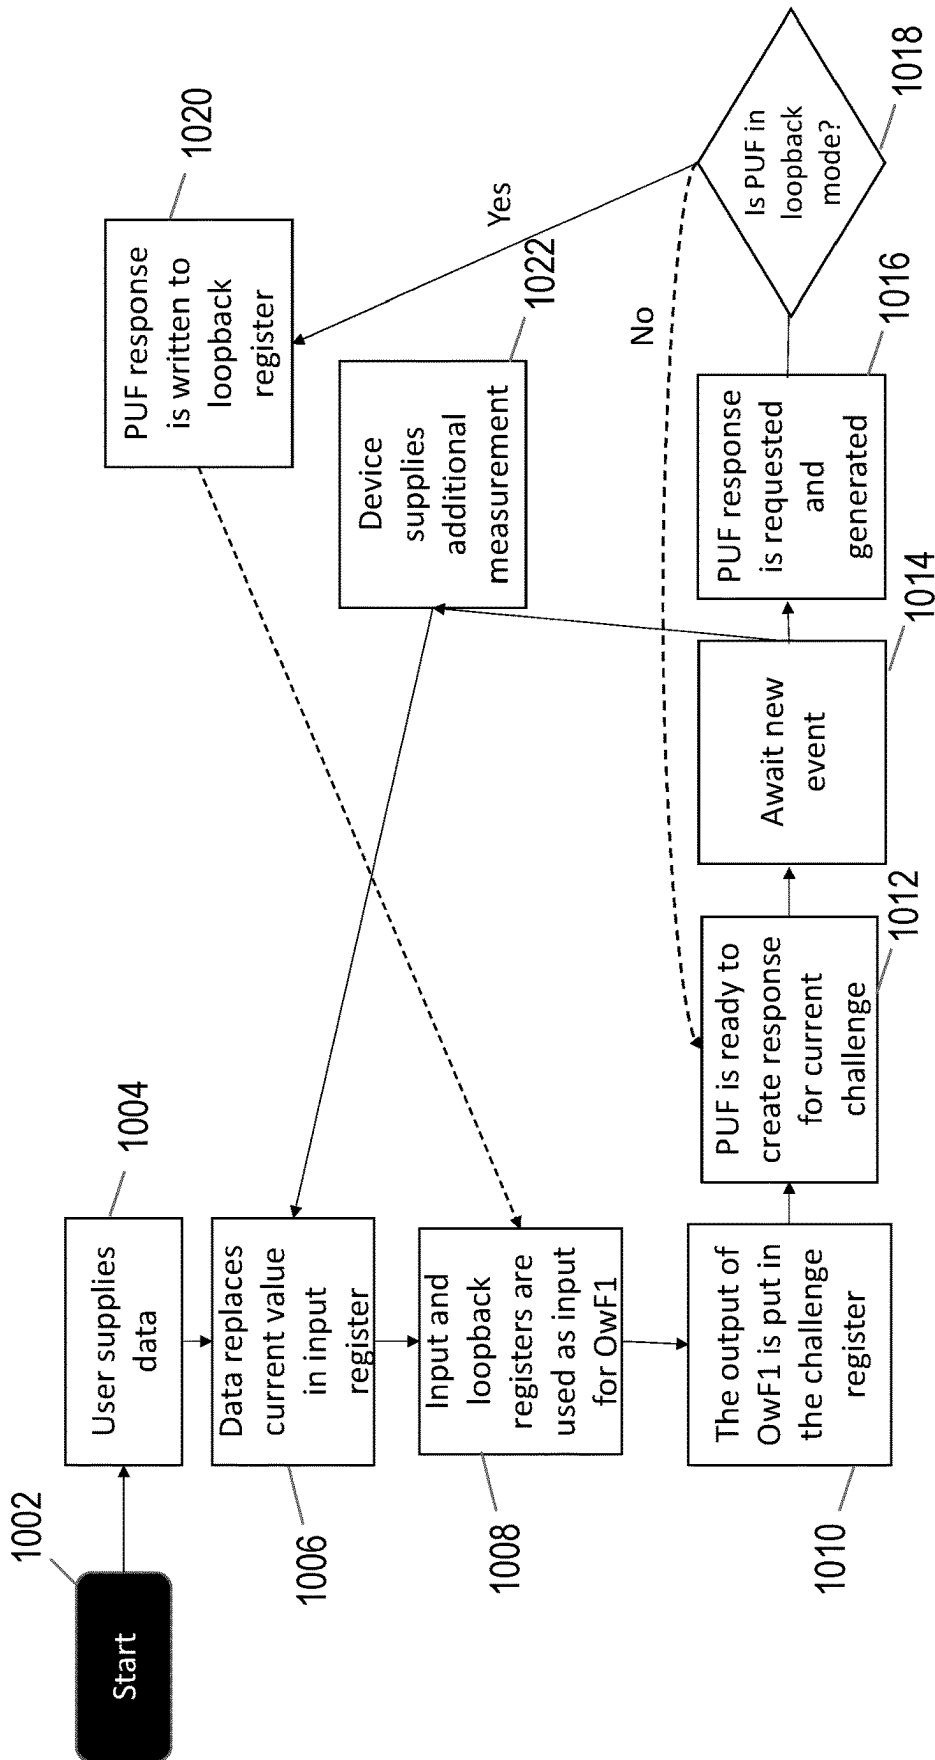 1002
Start
1004
User supplies
data
1006
Data replaces
current value
in input
register
1008
Input and
loopback
registers are
used as input
for OwF1
1010
The output of
OwF1 is put in
the challenge
register
1012
PUF is ready to
create response
for current
challenge
1014
Await new
event
1016
PUF response
is requested
and
generated
1018
Is PUF in
loopback
mode?
Yes
No
1020
PUF response
is written to
loopback
register
1022
Device
supplies
additional
measurement